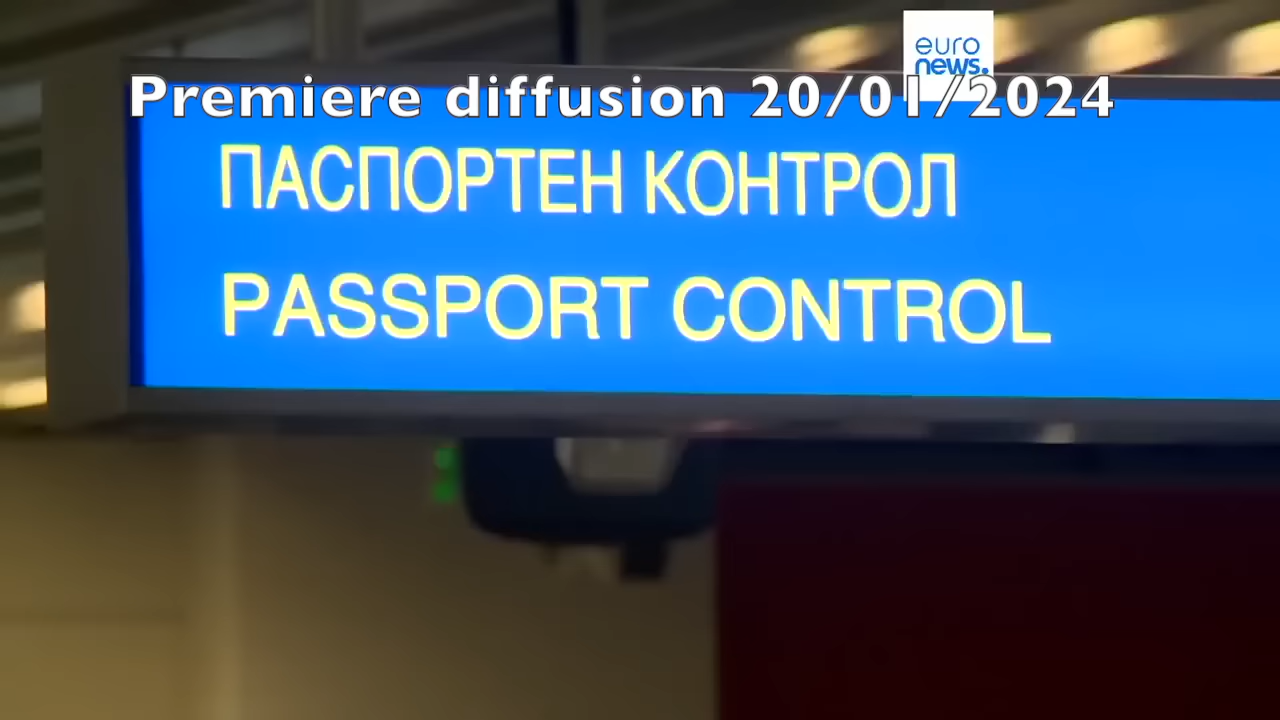 euro
news.
Premiere diffusion 20/01/2024
ПАСПОРТЕН КОНТРОЛ
PASSPORT CONTROL